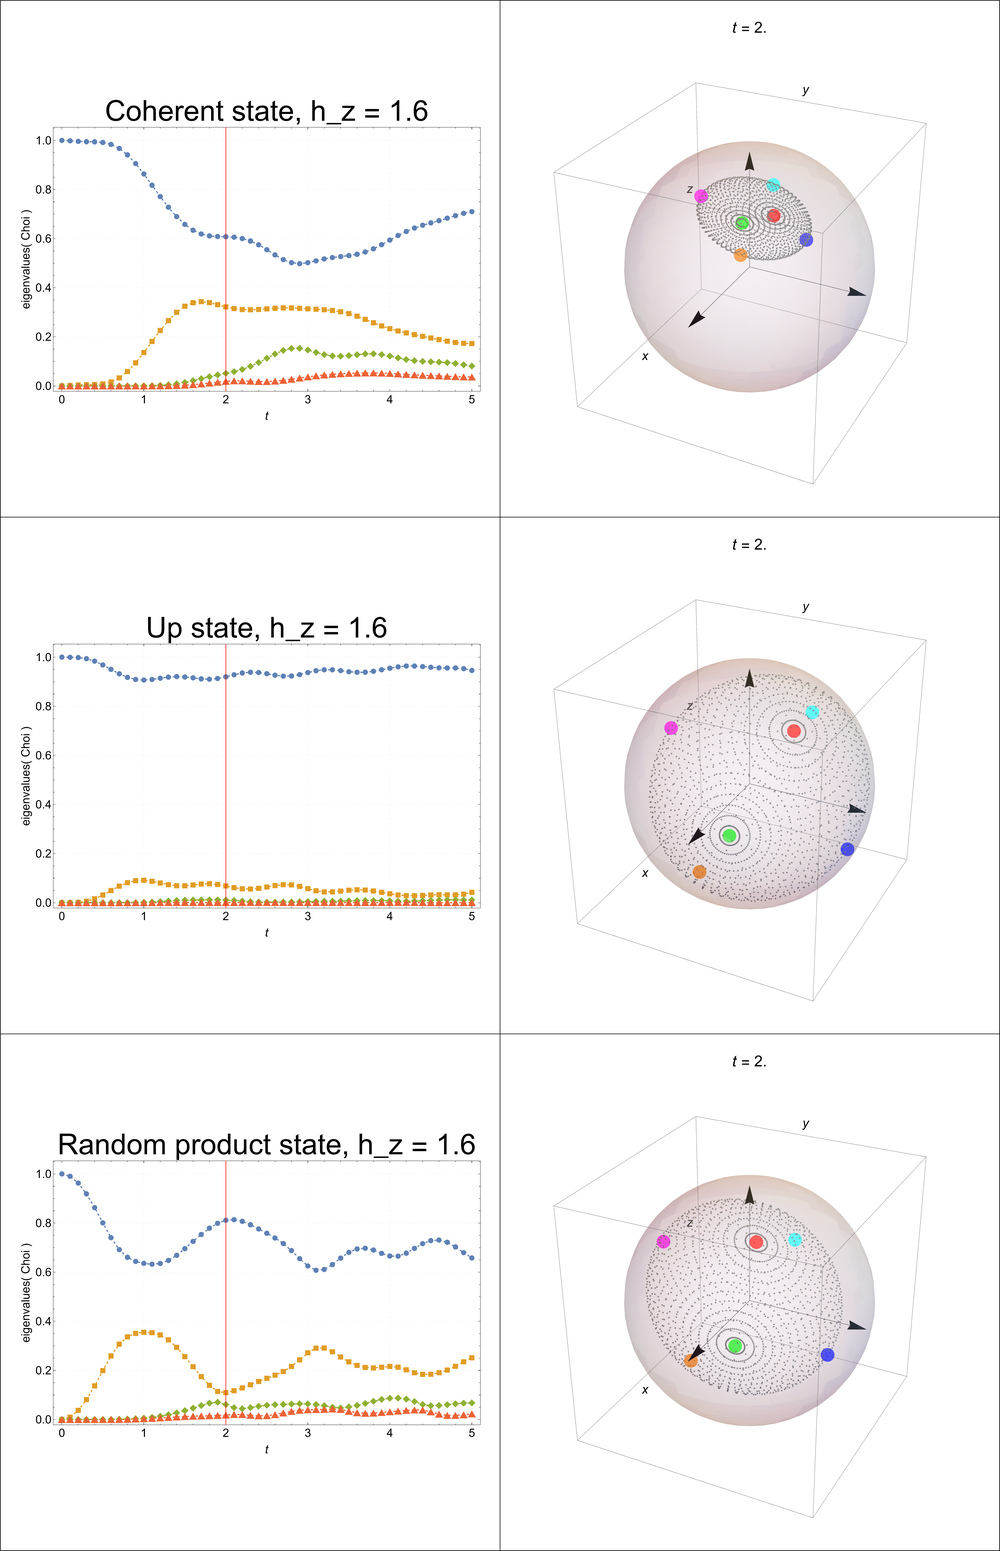 Coherent state, h_z = 1.6
eigenvalues( Choi )
1.0
0.8
0.6
0.4
0.2
0.0
0 1 2 3 4 5
t
t = 2.
y
z
x
Up state, h_z = 1.6
eigenvalues( Choi )
1.0
0.8
0.6
0.4
0.2
0.0
0 1 2 3 4 5
t
t = 2.
y
z
x
Random product state, h_z = 1.6
eigenvalues( Choi )
1.0
0.8
0.6
0.4
0.2
0.0
0 1 2 3 4 5
t
t = 2.
y
z
x